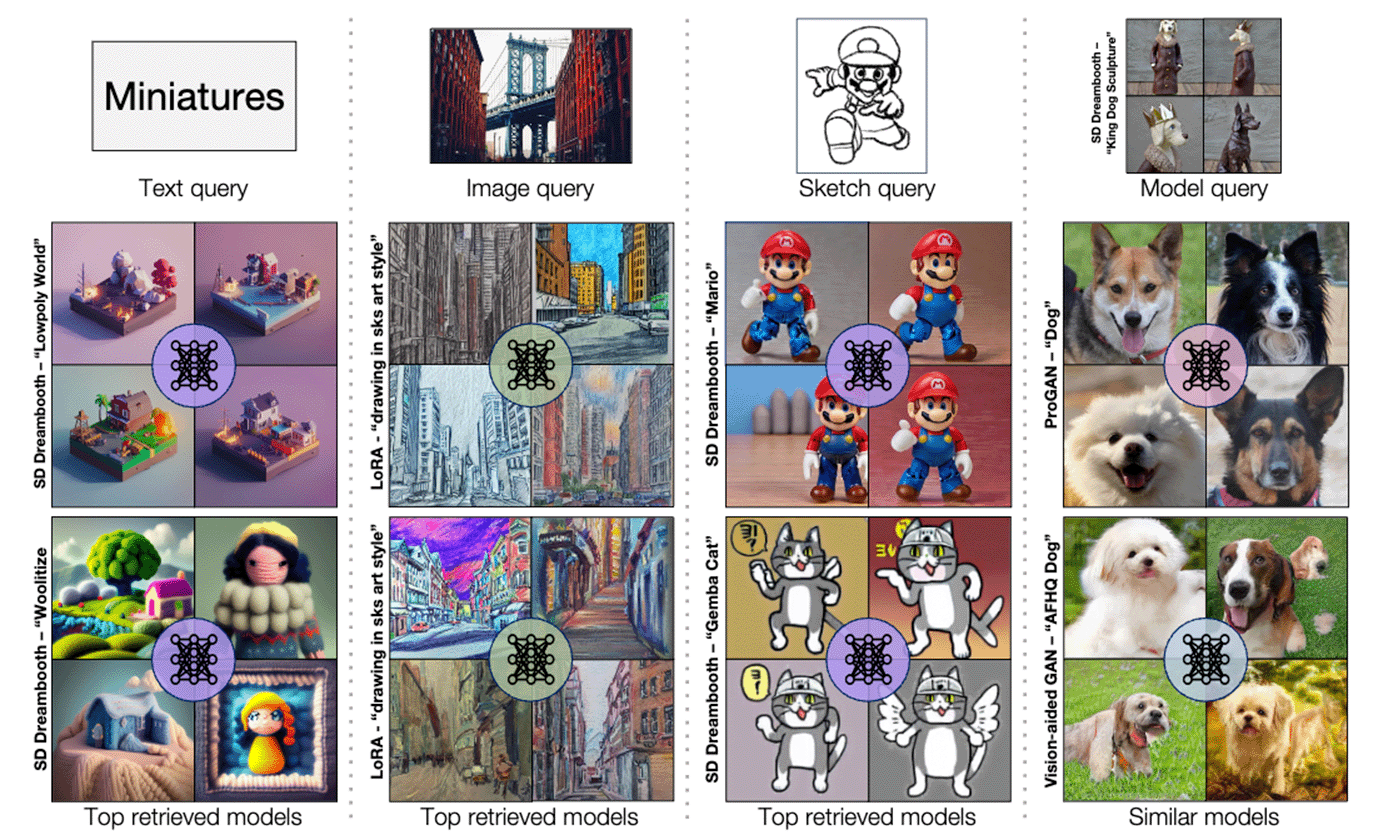 Miniatures
Text query
SD Dreambooth – “Lowpoly World”
SD Dreambooth – “Woolitize
Top retrieved models
Image query
LoRA - “drawing in sks art style”
LoRA - “drawing in sks art style”
Top retrieved models
Sketch query
SD Dreambooth – “Mario”
SD Dreambooth – “Gemba Cat”
Top retrieved models
SD Dreambooth –
“King Dog Sculpture”
Model query
ProGAN – “Dog”
Vision-aided GAN – “AFHQ Dog”
Similar models